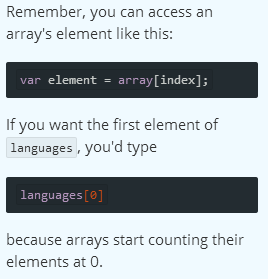 Remember, you can access an
array's element like this:
var element = array[index];
If you want the first element of
languages, you'd type
languages[0]
because arrays start counting their
elements at 0.